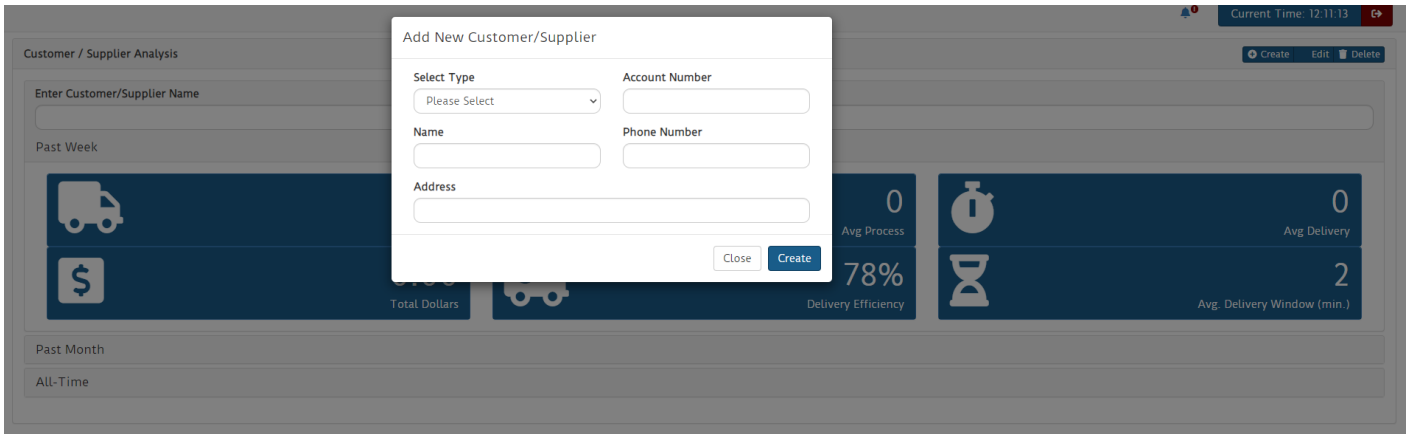 Current Time: 12:11:13
Add New Customer/Supplier
Customer / Supplier Analysis
Create Edit Delete
Select Type Account Number
Please Select
Enter Customer/Supplier Name
Name Phone Number
Past Week
Address
0
Avg Process
0
Avg Delivery
Close Create
Total Dollars
78%
Delivery Efficiency
2
Avg. Delivery Window (min.)
Past Month
All-Time